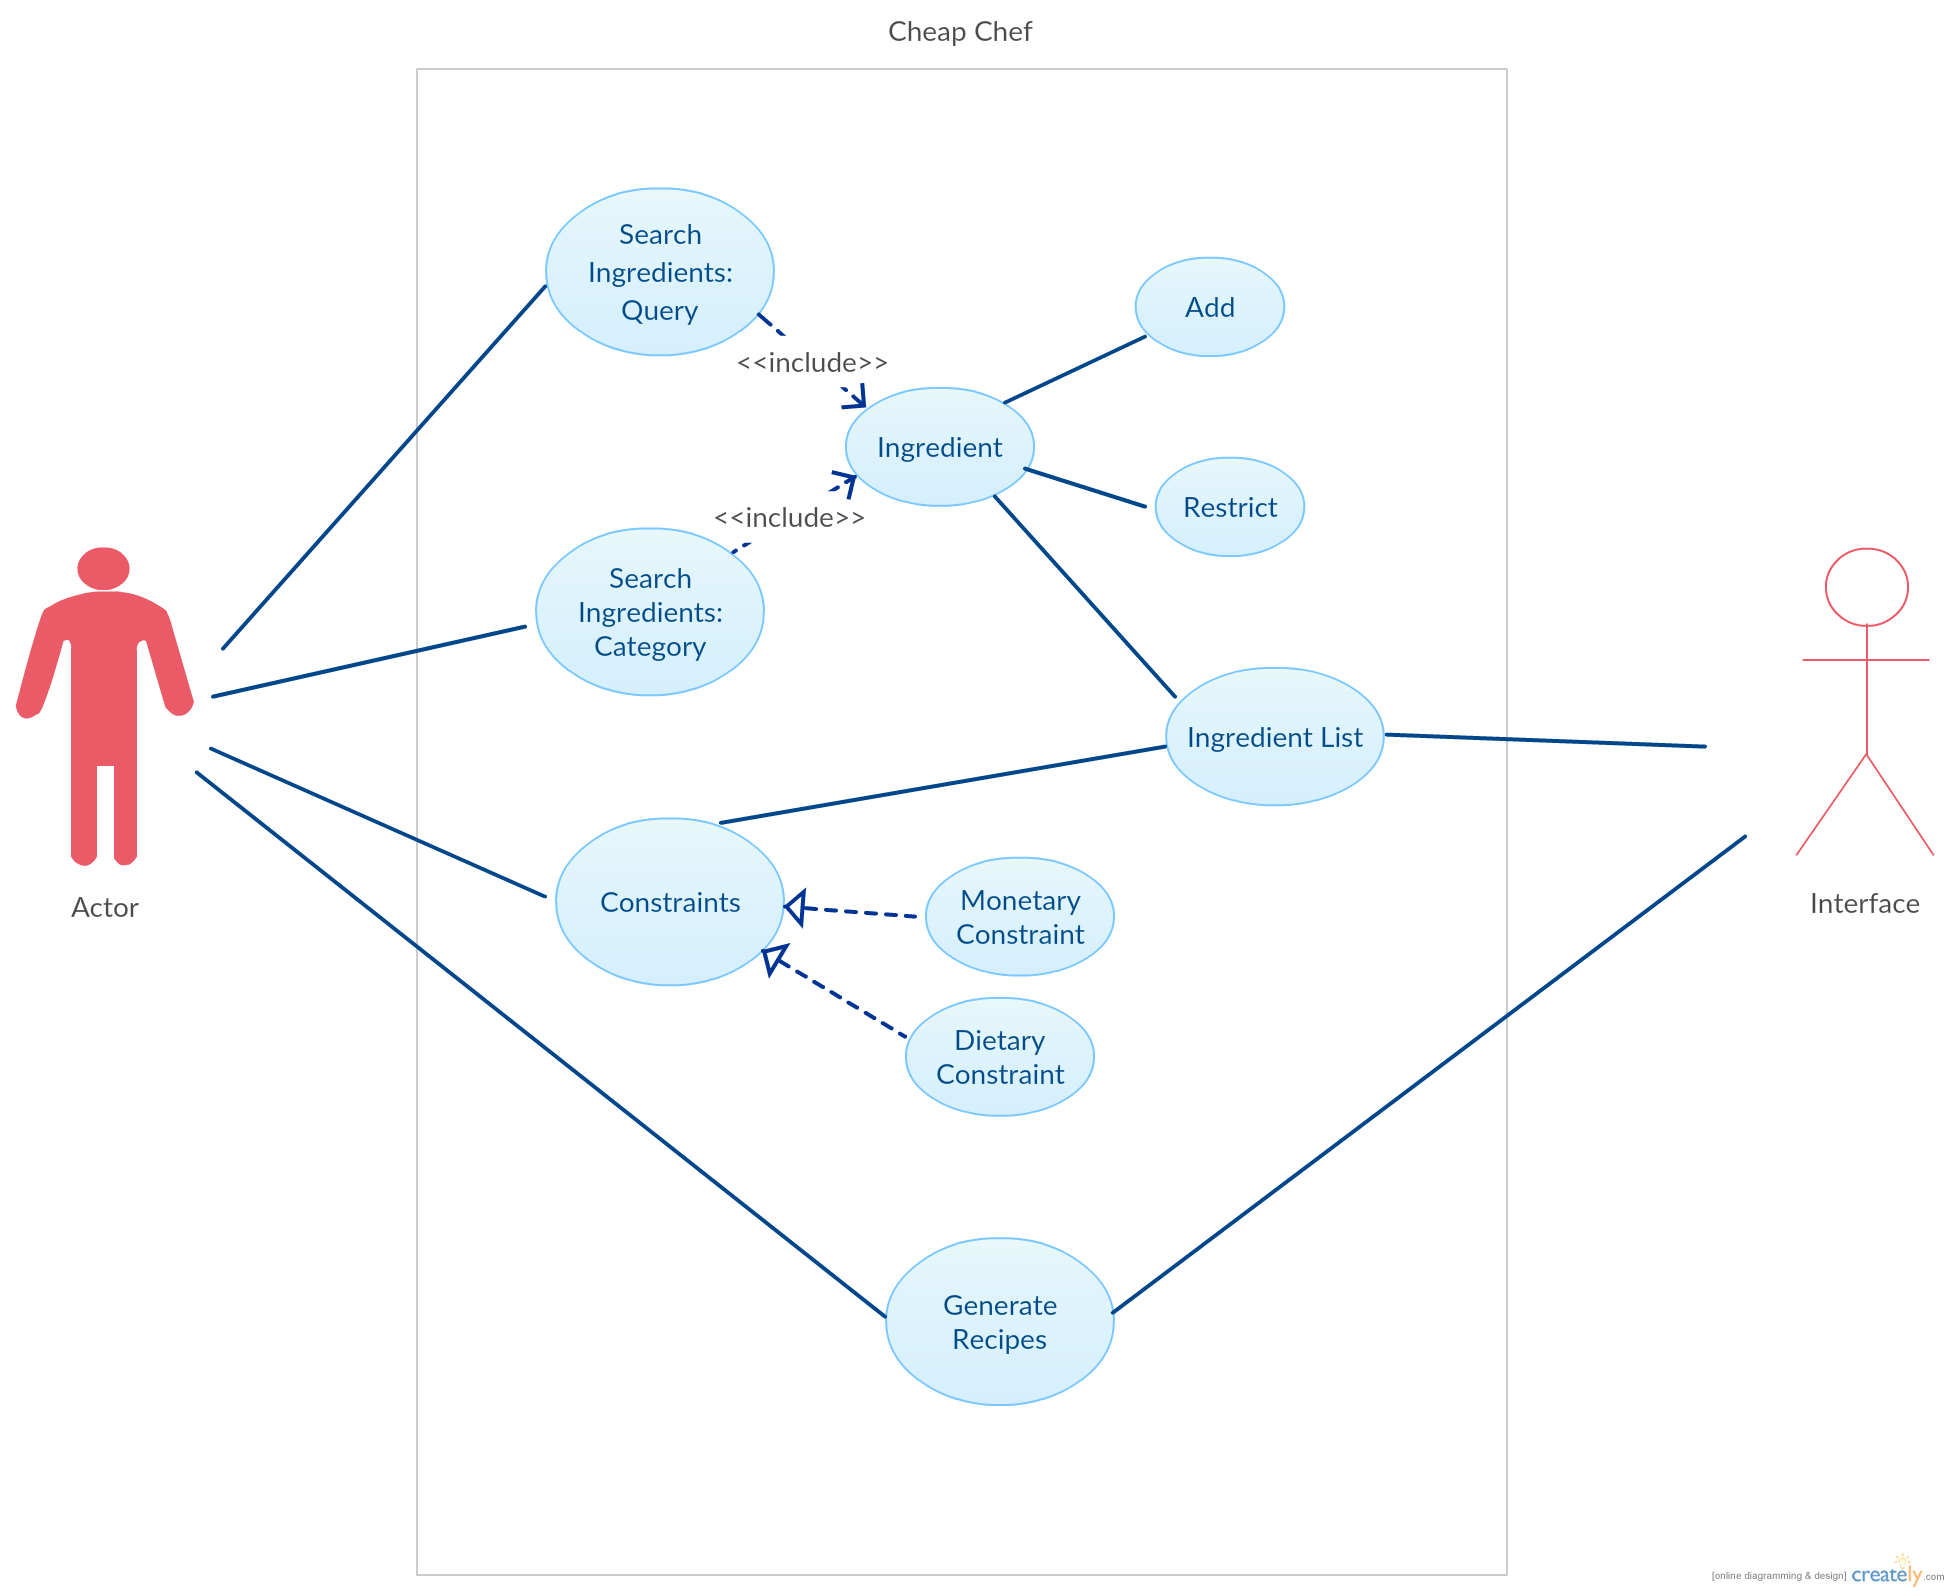 Cheap Chef
Search
Ingredients:
Query
Add
<<include>>
Ingredient
Restrict
<<include>>
Search
Ingredients:
Category
Ingredient List
Constraints
Monetary
Constraint
Actor
Interface
Dietary
Constraint
Generate
Recipes
[online diagramming & design] creately.com